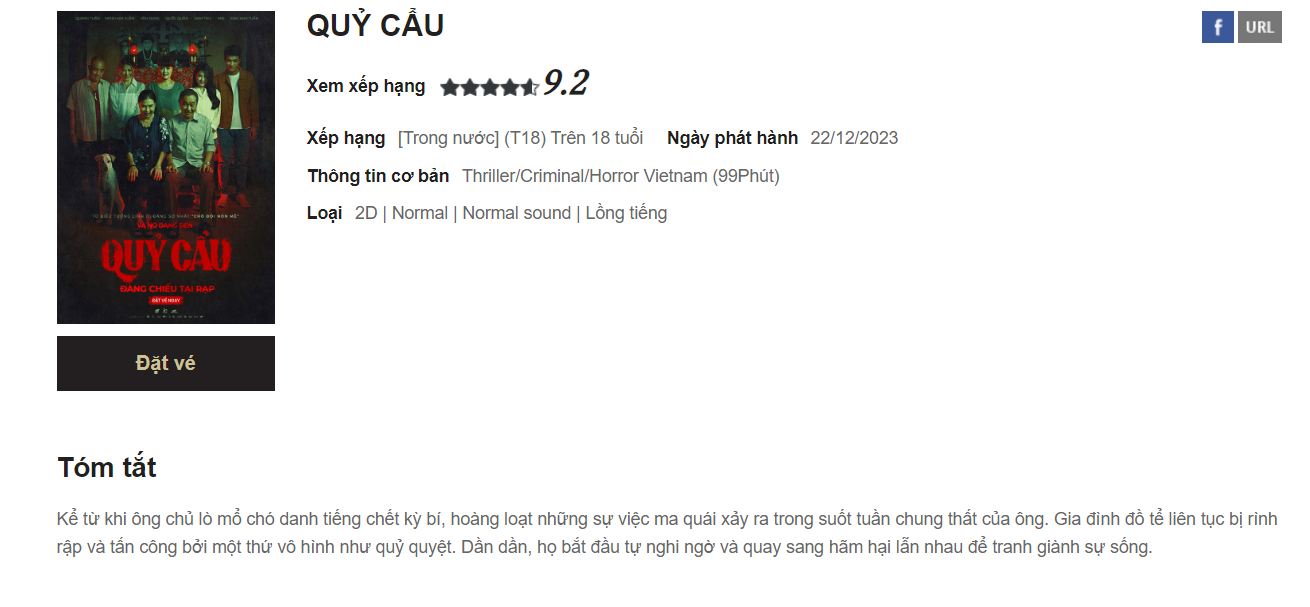 QUỶ CẨU
f URL
Xem xếp hạng 9.2
Xếp hạng [Trong nước] (T18) Trên 18 tuổi Ngày phát hành 22/12/2023
Thông tin cơ bản Thriller/Criminal/Horror Vietnam (99Phút)
Loại 2D | Normal | Normal sound | Lồng tiếng
VÀ NÓ ĐANG ĐẾN
QUỶ CẨU
ĐANG CHIẾU TẠI RẠP
ĐẶT VÉ NGAY
Đặt vé
Tóm tắt
Kể từ khi ông chủ lò mổ chó danh tiếng chết kỳ bí, hoàng loạt những sự việc ma quái xảy ra trong suốt tuần chung thất của ông. Gia đình đồ tể liên tục bị rình
rập và tấn công bởi một thứ vô hình như quỷ quyệt. Dần dần, họ bắt đầu tự nghi ngờ và quay sang hãm hại lẫn nhau để tranh giành sự sống.